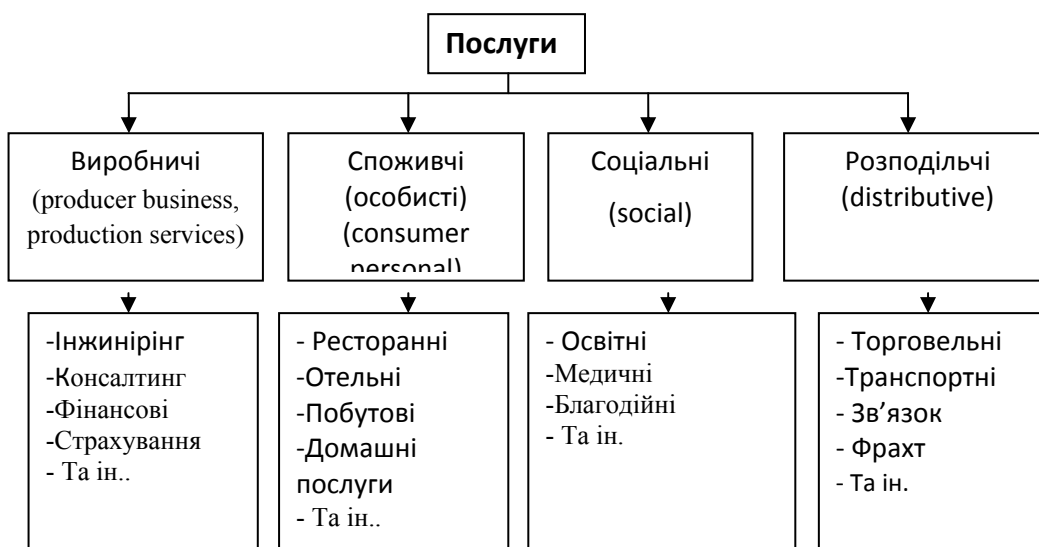 Послуги
Виробничі
(producer business,
production services)
Споживчі
(особисті)
(consumer
personal)
Соціальні
(social)
Розподільчі
(distributive)
-Інжинірінг
-Консалтинг
-Фінансові
-Страхування
- Та ін..
- Ресторанні
-Отельні
-Побутові
-Домашні
послуги
- Та ін..
- Освітні
-Медичні
-Благодійні
- Та ін.
- Торговельні
-Транспортні
- Зв’язок
- Фрахт
- Та ін.